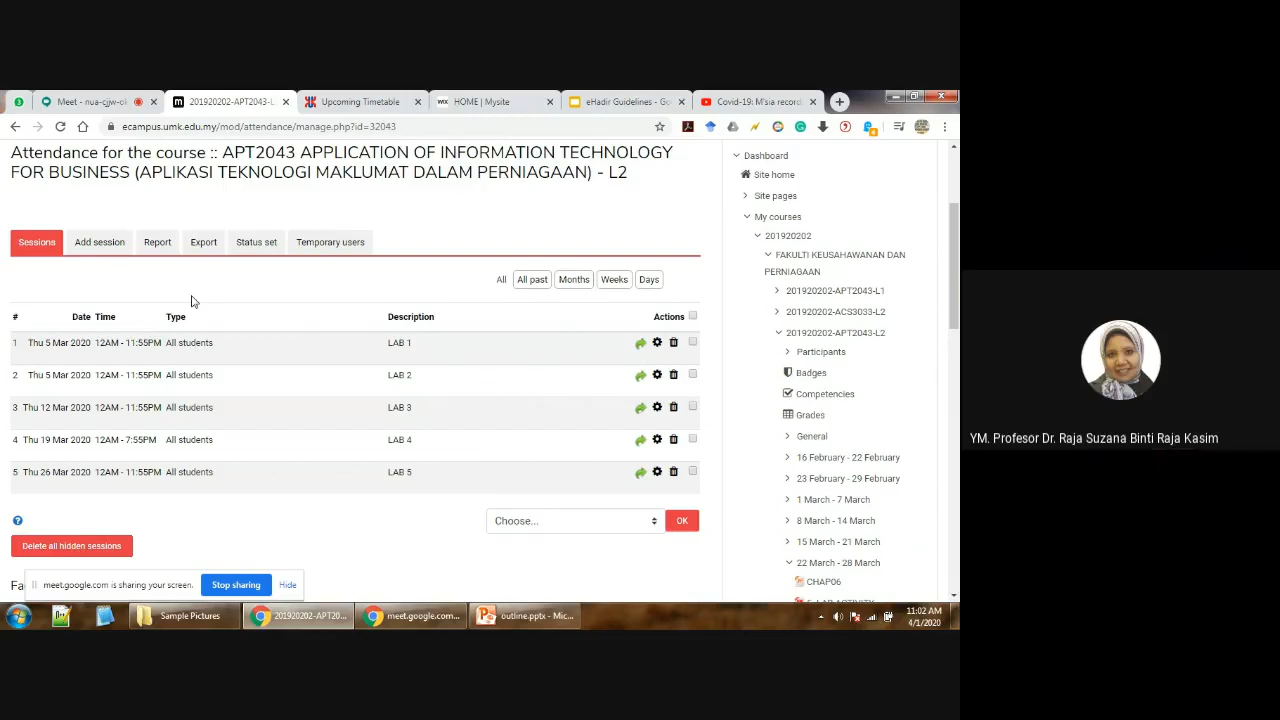 Meet - nua-cjjw-o
201920202-APT2043-L
Upcoming Timetable
WIX
HOME | Mysite
eHadir Guidelines - Go
Covid-19: M'sia record
ecampus.umk.edu.my/mod/attendance/manage.php?id=32043
Attendance for the course :: APT2043 APPLICATION OF INFORMATION TECHNOLOGY
FOR BUSINESS (APLIKASI TEKNOLOGI MAKLUMAT DALAM PERNIAGAAN) - L2
Sessions
Add session
Report
Export
Status set
Temporary users
All
All past
Months
Weeks
Days
# Date Time Type Description Actions
1 Thu 5 Mar 2020 12AM - 11:55PM All students LAB 1
2 Thu 5 Mar 2020 12AM - 11:55PM All students LAB 2
3 Thu 12 Mar 2020 12AM - 11:55PM All students LAB 3
4 Thu 19 Mar 2020 12AM - 7:55PM All students LAB 4
5 Thu 26 Mar 2020 12AM - 11:55PM All students LAB 5
Choose...
OK
Delete all hidden sessions
Fa
meet.google.com is sharing your screen.
Stop sharing
Hide
Dashboard
Site home
Site pages
My courses
201920202
FAKULTI KEUSAHAWANAN DAN
PERNIAGAAN
201920202-APT2043-L1
201920202-ACS3033-L2
201920202-APT2043-L2
Participants
Badges
Competencies
Grades
General
16 February - 22 February
23 February - 29 February
1 March - 7 March
8 March - 14 March
15 March - 21 March
22 March - 28 March
CHAP06
Sample Pictures
201920202-APT20...
meet.google.com...
outline.pptx - Mic...
11:02 AM
4/1/2020
YM. Profesor Dr. Raja Suzana Binti Raja Kasim